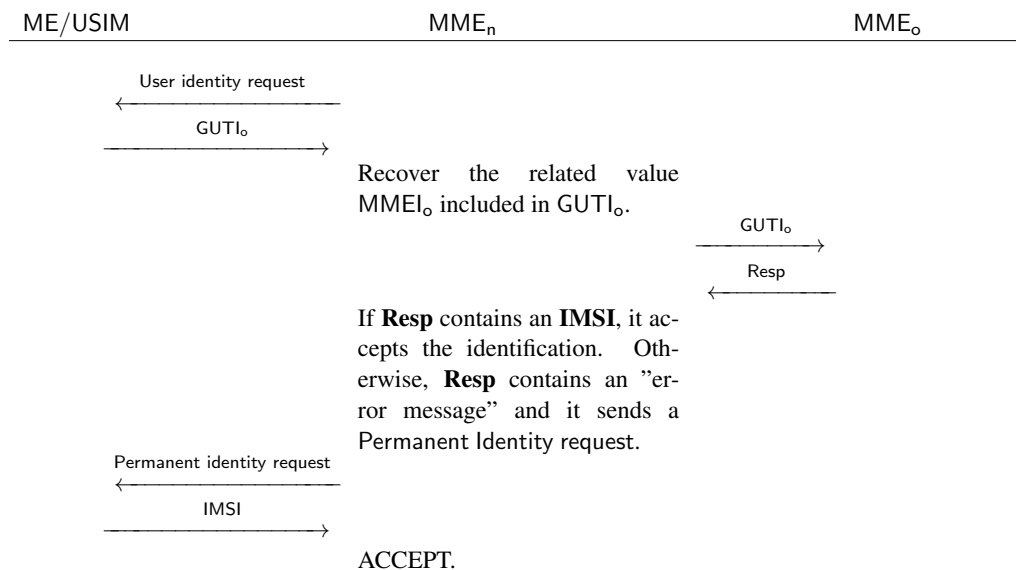 ME/USIM MMEn MMEo
User identity request
GUTIo
Recover the related value
MMEIo included in GUTIo.
GUTIo
Resp
If Resp contains an IMSI, it ac-
cepts the identification. Oth-
erwise, Resp contains an ”er-
ror message” and it sends a
Permanent Identity request.
Permanent identity request
IMSI
ACCEPT.